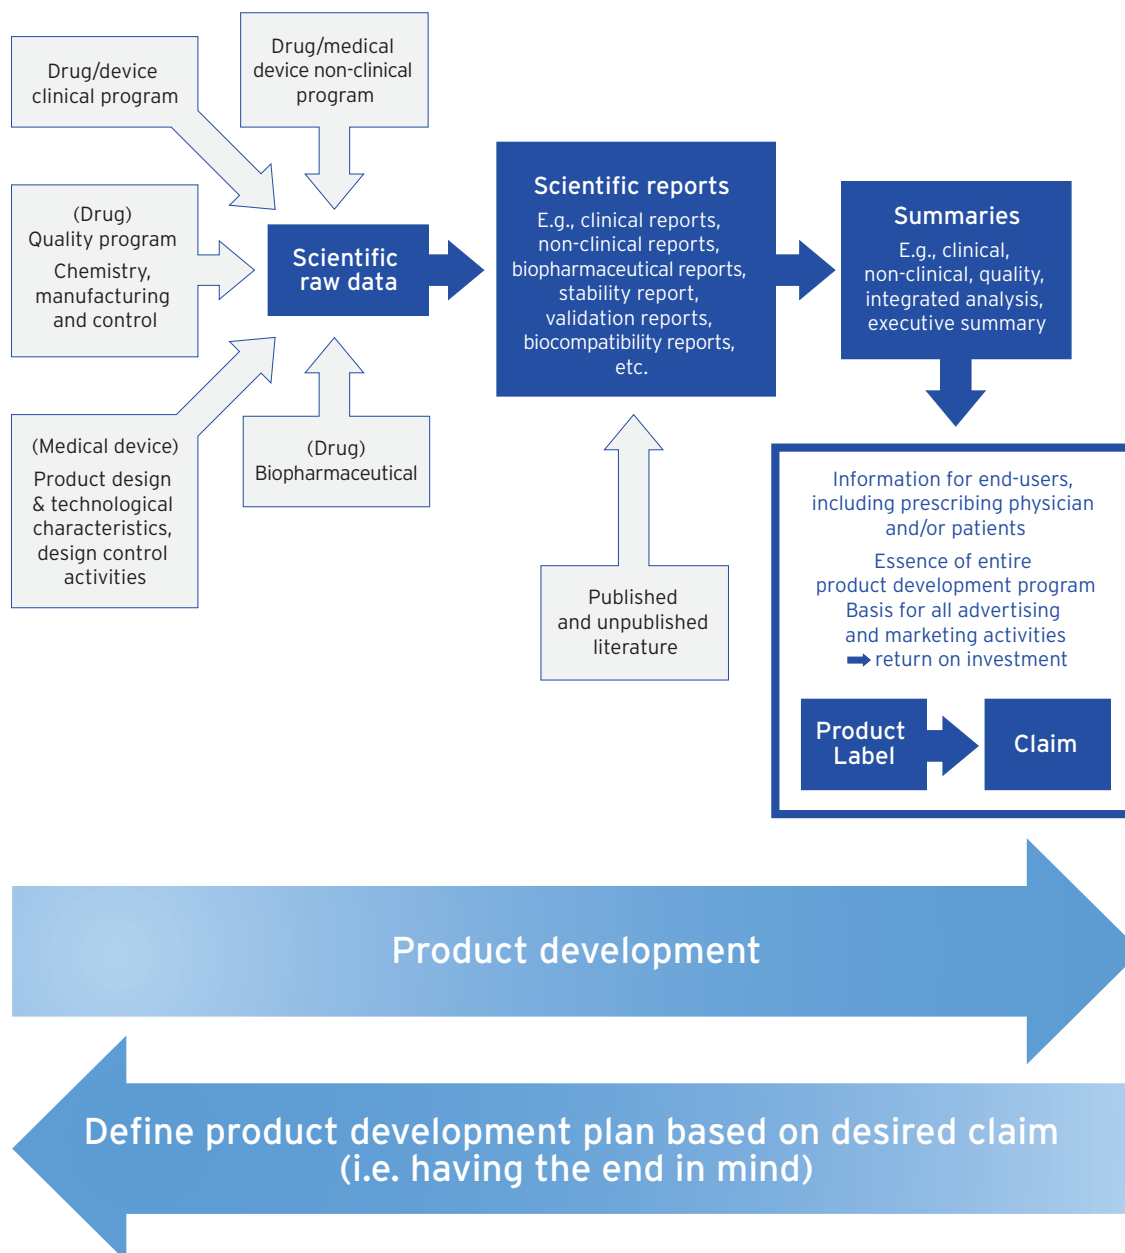 Drug/device
clinical program
Drug/medical
device non-clinical
program
(Drug)
Quality program
Chemistry,
manufacturing
and control
Scientific
raw data
(Medical device)
Product design
& technological
characteristics,
design control
activities
(Drug)
Biopharmaceutical
Scientific reports
E.g., clinical reports,
non-clinical reports,
biopharmaceutical reports,
stability report,
validation reports,
biocompatibility reports,
etc.
Published
and unpublished
literature
Summaries
E.g., clinical,
non-clinical, quality,
integrated analysis,
executive summary
Information for end-users,
including prescribing physician
and/or patients
Essence of entire
product development program
Basis for all advertising
and marketing activities
return on investment
Product
Label
Claim
Product development
Define product development plan based on desired claim
(i.e. having the end in mind)